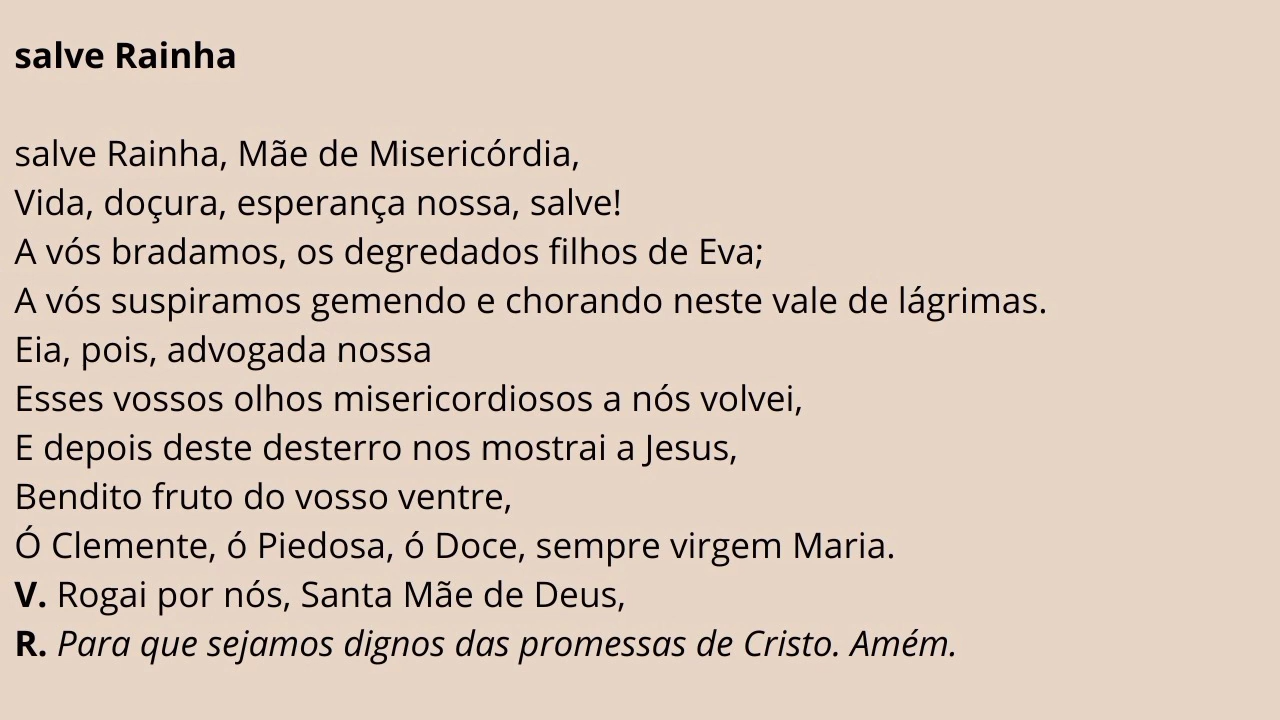 salve Rainha
salve Rainha, Mãe de Misericórdia,
Vida, doçura, esperança nossa, salve!
A vós bradamos, os degredados filhos de Eva;
A vós suspiramos gemendo e chorando neste vale de lágrimas.
Eia, pois, advogada nossa
Esses vossos olhos misericordiosos a nós volvei,
E depois deste desterro nos mostrai a Jesus,
Bendito fruto do vosso ventre,
Ó Clemente, ó Piedosa, ó Doce, sempre virgem Maria.
V. Rogai por nós, Santa Mãe de Deus,
R. Para que sejamos dignos das promessas de Cristo. Amém.